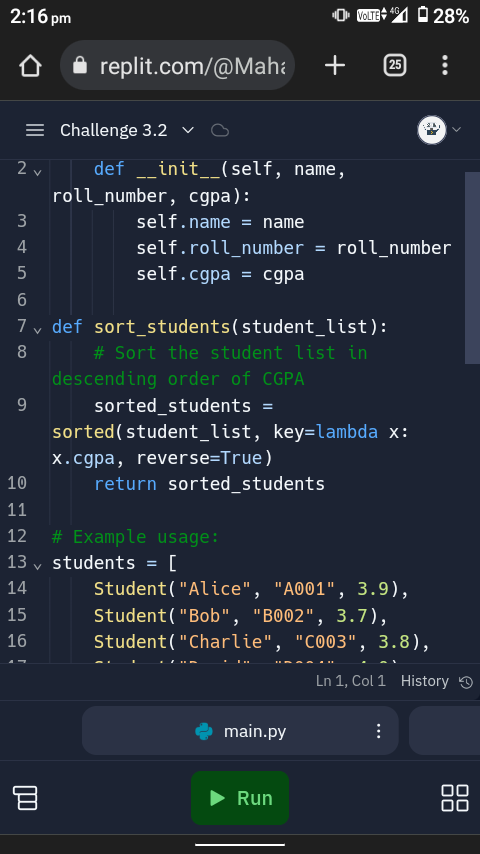 2:16 pm
VoLTE 4G 28%
replit.com/@Maha
25
Challenge 3.2
2 def __init__(self, name,
roll_number, cgpa):
3 self.name = name
4 self.roll_number = roll_number
5 self.cgpa = cgpa
6
7 def sort_students(student_list):
8 # Sort the student list in
descending order of CGPA
9 sorted_students =
sorted(student_list, key=lambda x:
x.cgpa, reverse=True)
10 return sorted_students
11
12 # Example usage:
13 students = [
14 Student("Alice", "A001", 3.9),
15 Student("Bob", "B002", 3.7),
16 Student("Charlie", "C003", 3.8),
Ln 1, Col 1 History
main.py
Run